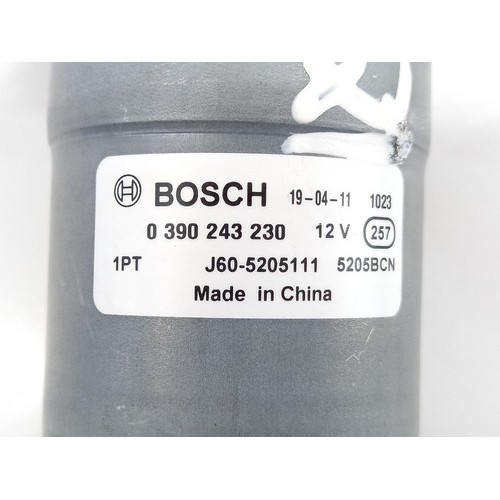 BOSCH 19-04-11 1023
0 390 243 230 12 V 257
1PT J60-5205111 5205BCN
Made in China